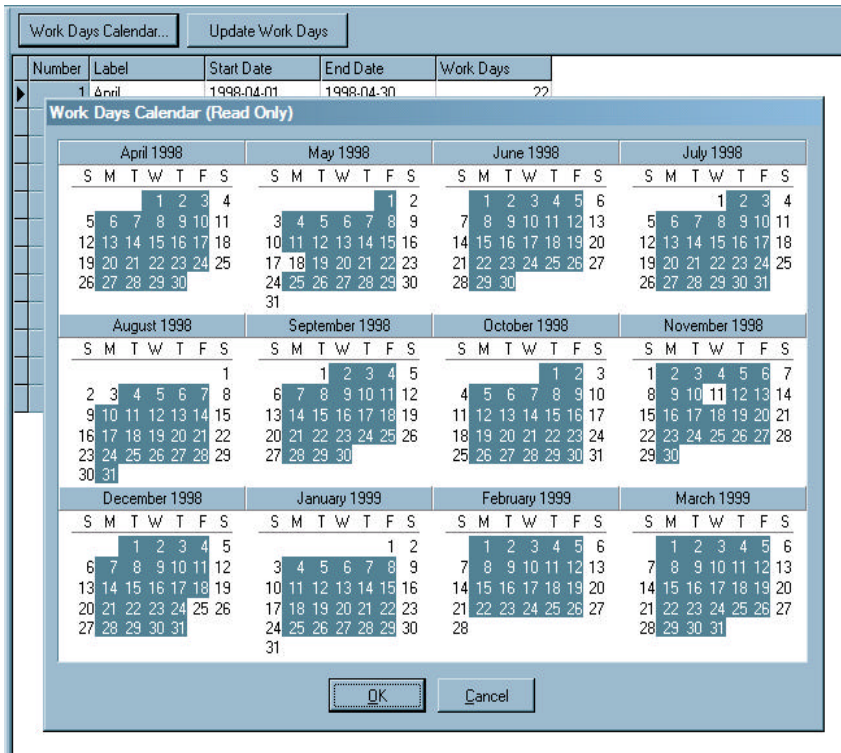 Work Days Calendar... Update Work Days
Number Label Start Date End Date Work Days
1 April 1998-04-01 1998-04-30 22
Work Days Calendar (Read Only)
April 1998 May 1998 June 1998 July 1998
S M T W T F S S M T W T F S S M T W T F S S M T W T F S
1 2 3 4 1 2 1 2 3 4 5 6 1 2 3 4
5 6 7 8 9 10 11 3 4 5 6 7 8 9 7 8 9 10 11 12 13 5 6 7 8 9 10 11
12 13 14 15 16 17 18 10 11 12 13 14 15 16 14 15 16 17 18 19 20 12 13 14 15 16 17 18
19 20 21 22 23 24 25 17 18 19 20 21 22 23 21 22 23 24 25 26 27 19 20 21 22 23 24 25
26 27 28 29 30 24 25 26 27 28 29 30 28 29 30 26 27 28 29 30 31
31
August 1998 September 1998 October 1998 November 1998
S M T W T F S S M T W T F S S M T W T F S S M T W T F S
1 1 2 3 4 5 1 2 3 1 2 3 4 5 6 7
2 3 4 5 6 7 8 6 7 8 9 10 11 12 4 5 6 7 8 9 10 8 9 10 11 12 13 14
9 10 11 12 13 14 15 13 14 15 16 17 18 19 11 12 13 14 15 16 17 15 16 17 18 19 20 21
16 17 18 19 20 21 22 20 21 22 23 24 25 26 18 19 20 21 22 23 24 22 23 24 25 26 27 28
23 24 25 26 27 28 29 27 28 29 30 25 26 27 28 29 30 31 29 30
30 31
December 1998 January 1999 February 1999 March 1999
S M T W T F S S M T W T F S S M T W T F S S M T W T F S
1 2 3 4 5 1 2 1 2 3 4 5 6 1 2 3 4 5 6
6 7 8 9 10 11 12 3 4 5 6 7 8 9 7 8 9 10 11 12 13 7 8 9 10 11 12 13
13 14 15 16 17 18 19 10 11 12 13 14 15 16 14 15 16 17 18 19 20 14 15 16 17 18 19 20
20 21 22 23 24 25 26 17 18 19 20 21 22 23 21 22 23 24 25 26 27 21 22 23 24 25 26 27
27 28 29 30 31 24 25 26 27 28 29 30 28 28 29 30 31
31
OK Cancel